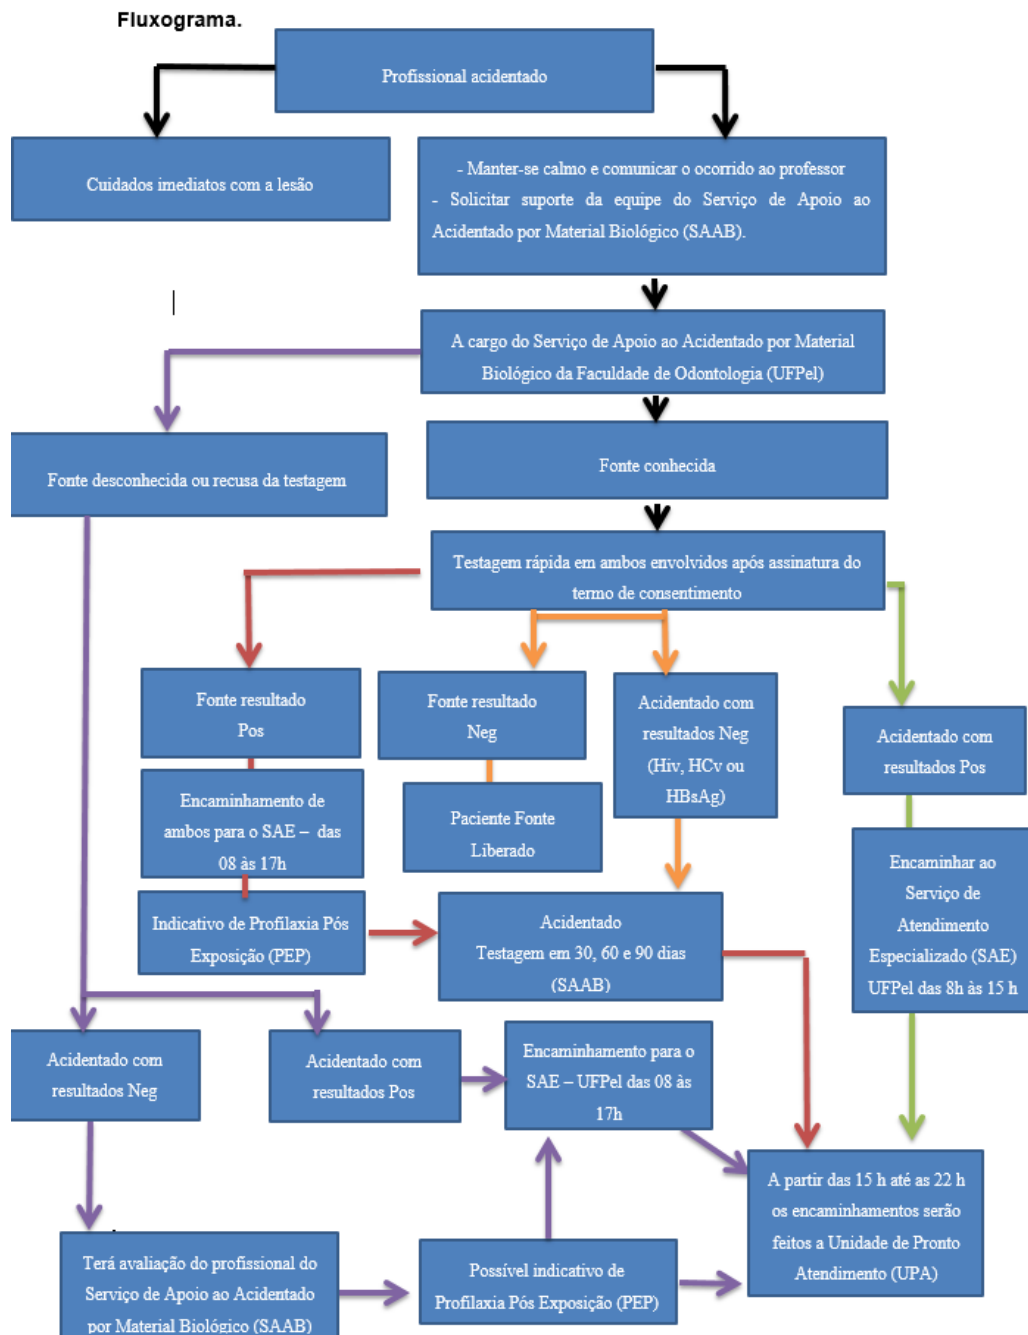 Fluxograma.
Profissional acidentado
Cuidados imediatos com a lesão
- Manter-se calmo e comunicar o ocorrido ao professor
- Solicitar suporte da equipe do Serviço de Apoio ao
Acidentado por Material Biológico (SAAB).
A cargo do Serviço de Apoio ao Acidentado por Material
Biológico da Faculdade de Odontologia (UFPel)
Fonte desconhecida ou recusa da testagem
Fonte conhecida
Testagem rápida em ambos envolvidos após assinatura do
termo de consentimento
Fonte resultado
Pos
Fonte resultado
Neg
Acidentado com
resultados Neg
(Hiv, HCv ou
HBsAg)
Acidentado com
resultados Pos
Encaminhamento de
ambos para o SAE – das
08 às 17h
Paciente Fonte
Liberado
Encaminhar ao
Serviço de
Atendimento
Especializado (SAE)
UFPel das 8h às 15 h
Indicativo de Profilaxia Pós
Exposição (PEP)
Acidentado
Testagem em 30, 60 e 90 dias
(SAAB)
Acidentado com
resultados Neg
Acidentado com
resultados Pos
Encaminhamento para o
SAE – UFPel das 08 às
17h
A partir das 15 h até as 22 h
os encaminhamentos serão
feitos a Unidade de Pronto
Atendimento (UPA)
Terá avaliação do profissional do
Serviço de Apoio ao Acidentado
por Material Biológico (SAAB)
Possível indicativo de
Profilaxia Pós Exposição (PEP)